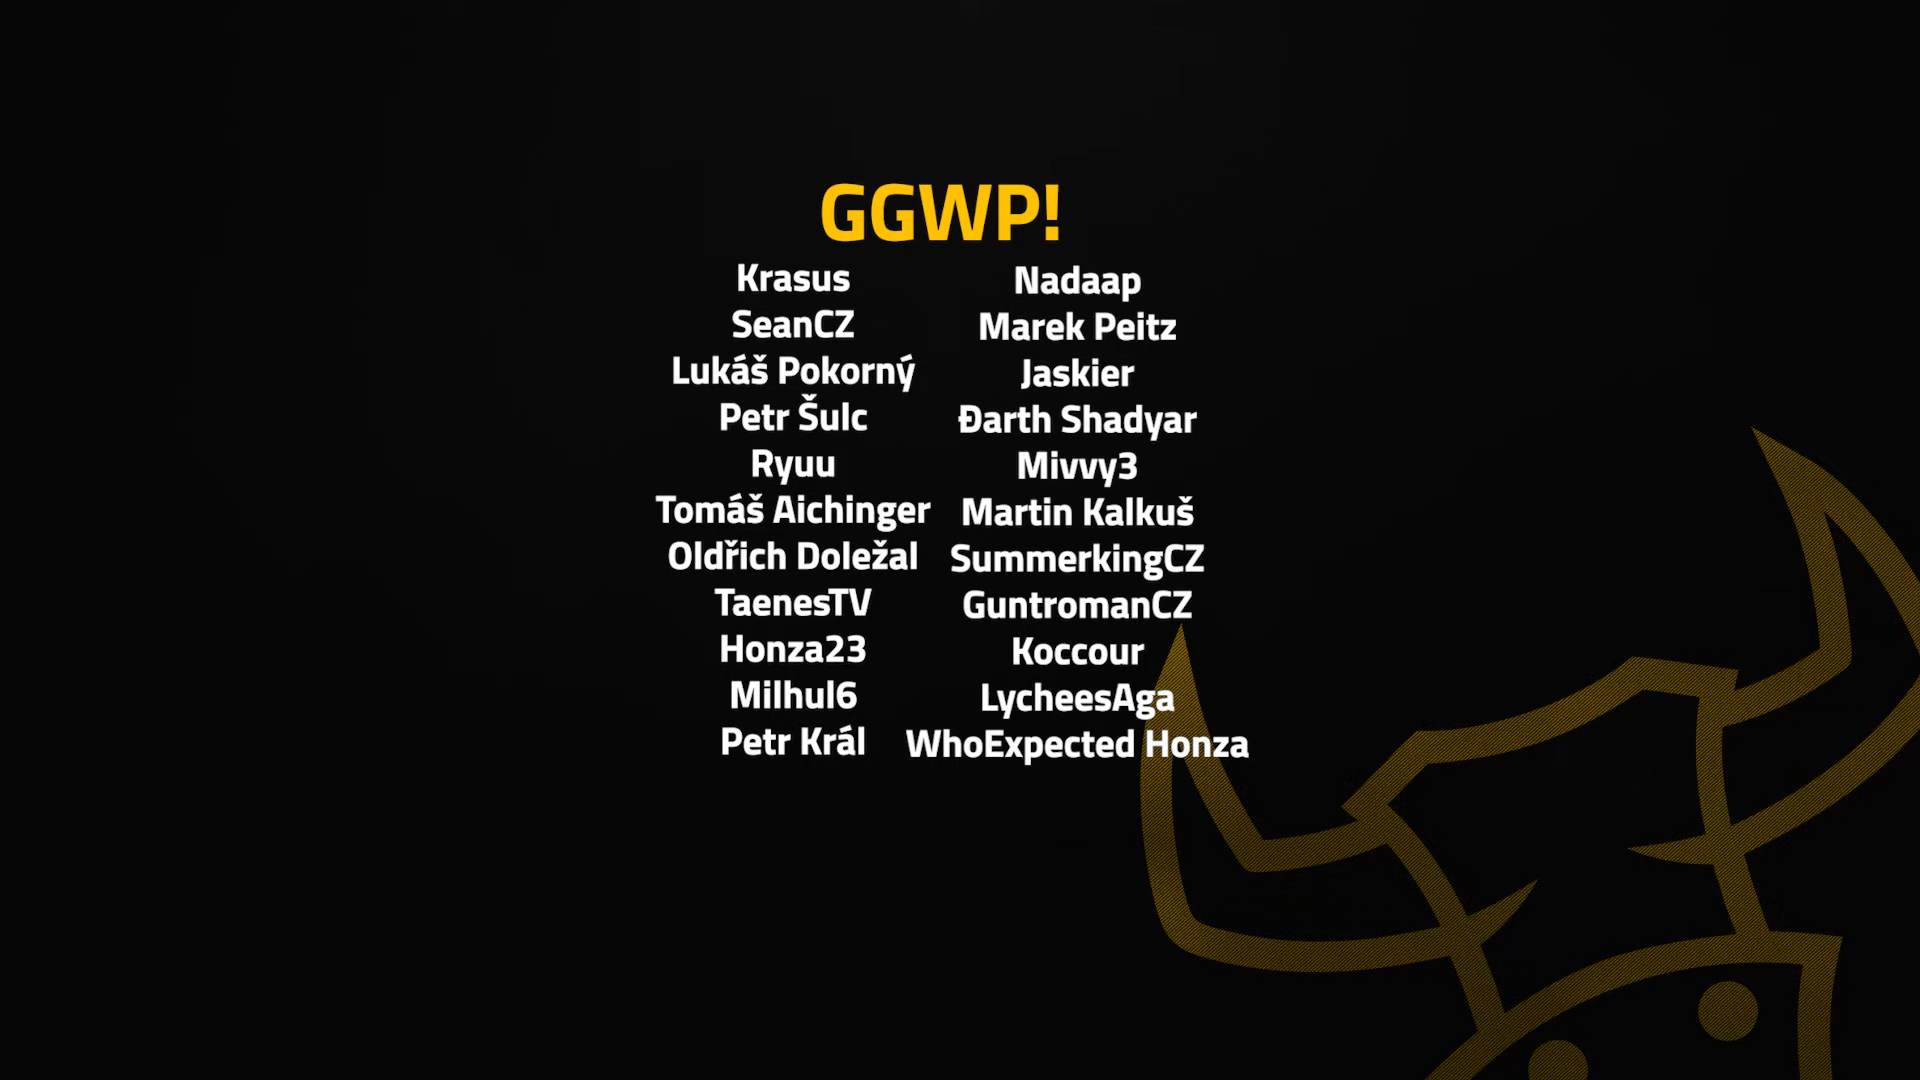 GGWP!
Krasus
SeanCZ
Lukáš Pokorný
Petr Šulc
Ryuu
Tomáš Aichinger
Oldřich Doležal
TaenesTV
Honza23
Milhul6
Petr Král
Nadaap
Marek Peitz
Jaskier
Đarth Shadyar
Mivvy3
Martin Kalkuš
SummerkingCZ
GuntromanCZ
Koccour
LycheesAga
WhoExpected Honza